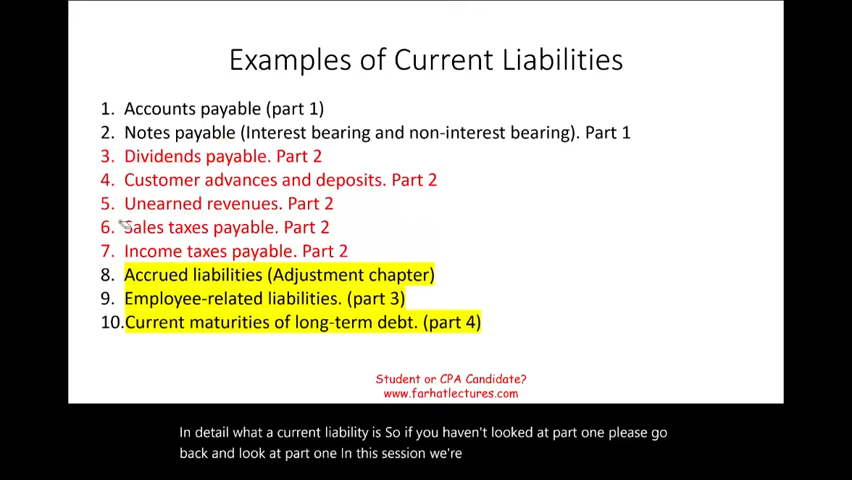 Examples of Current Liabilities
1. Accounts payable (part 1)
2. Notes payable (Interest bearing and non-interest bearing). Part 1
3. Dividends payable. Part 2
4. Customer advances and deposits. Part 2
5. Unearned revenues. Part 2
6. Sales taxes payable. Part 2
7. Income taxes payable. Part 2
8. Accrued liabilities (Adjustment chapter)
9. Employee-related liabilities. (part 3)
10.Current maturities of long-term debt. (part 4)
Student or CPA Candidate?
www.farhatlectures.com
In detail what a current liability is So if you haven't looked at part one please go
back and look at part one In this session we're